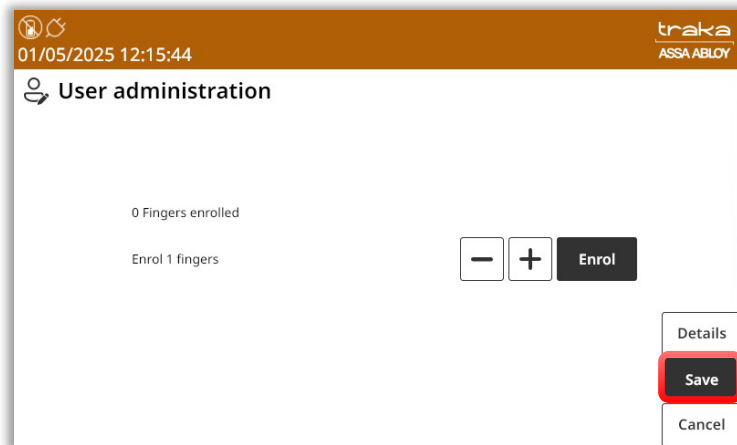 traka
01/05/2025 12:15:44
ASSA ABLOY
User administration
0 Fingers enrolled
Enrol 1 fingers
Enrol
Details
Save
Cancel